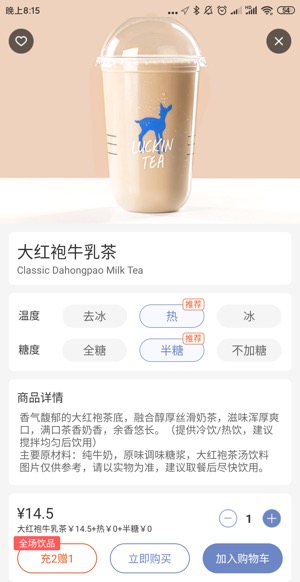 晚上8:15
54
LUCKIN
TEA
大红袍牛乳茶
Classic Dahongpao Milk Tea
推荐
温度 去冰 热 冰
推荐
糖度 全糖 半糖 不加糖
商品详情
香气馥郁的大红袍茶底，融合醇厚丝滑奶茶，滋味浑厚爽
口，满口茶香奶香，余香悠长。（提供冷饮/热饮，建议
搅拌均匀后饮用）
主要原材料：纯牛奶，原味调味糖浆，大红袍茶汤饮料
图片仅供参考，请以实物为准，建议取餐后尽快饮用。
¥14.5
大红袍牛乳茶￥14.5+热￥0+半糖￥0
1
全场饮品
充2赠1 立即购买 加入购物车